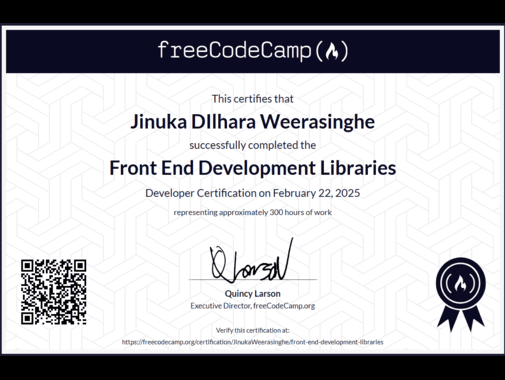 freeCodeCamp(🔥)
This certifies that
Jinuka DIlhara Weerasinghe
successfully completed the
Front End Development Libraries
Developer Certification on February 22, 2025
representing approximately 300 hours of work
QLarson
Quincy Larson
Executive Director, freeCodeCamp.org
Verify this certification at:
https://freecodecamp.org/certification/JinukaWeerasinghe/front-end-development-libraries